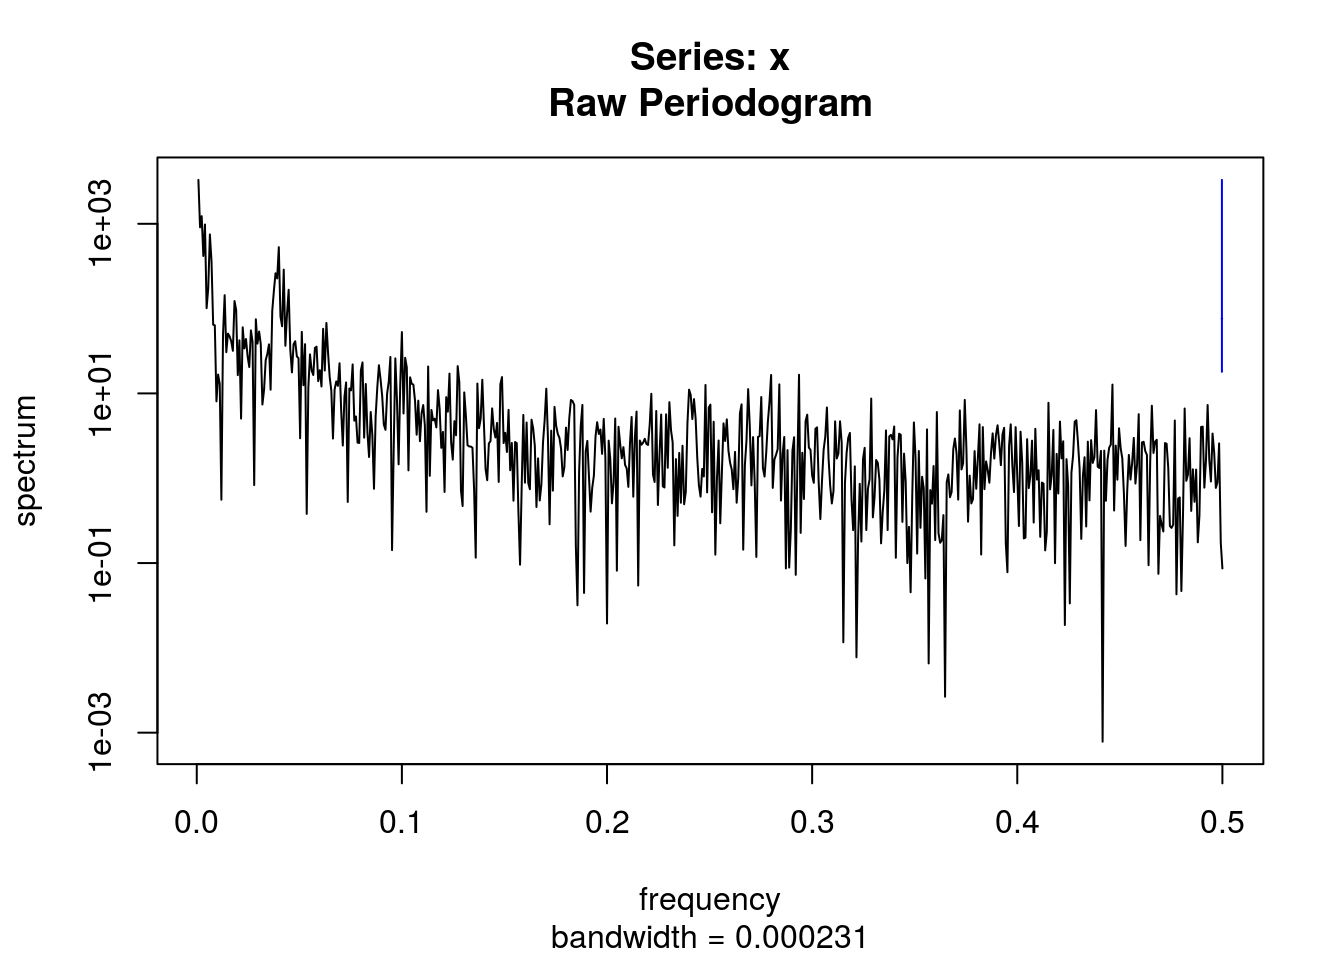 Series: x
Raw Periodogram
spectrum
1e+03
1e+01
1e-01
1e-03
0.0 0.1 0.2 0.3 0.4 0.5
frequency
bandwidth = 0.000231